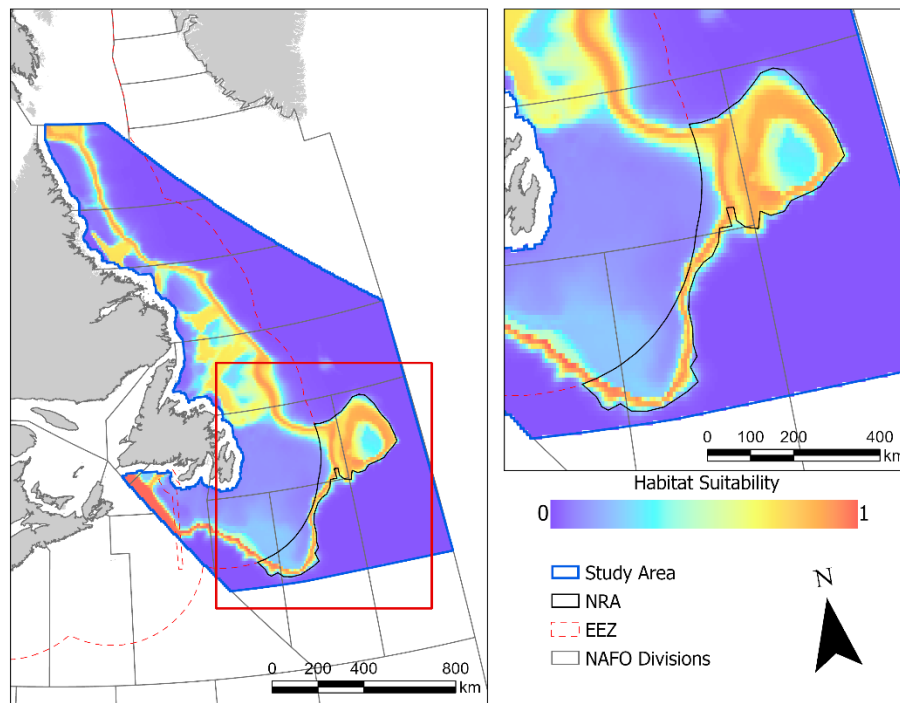 0 100 200 400
km
Habitat Suitability
0 1
Study Area
NRA
EEZ
NAFO Divisions
N
0 200 400 800
km